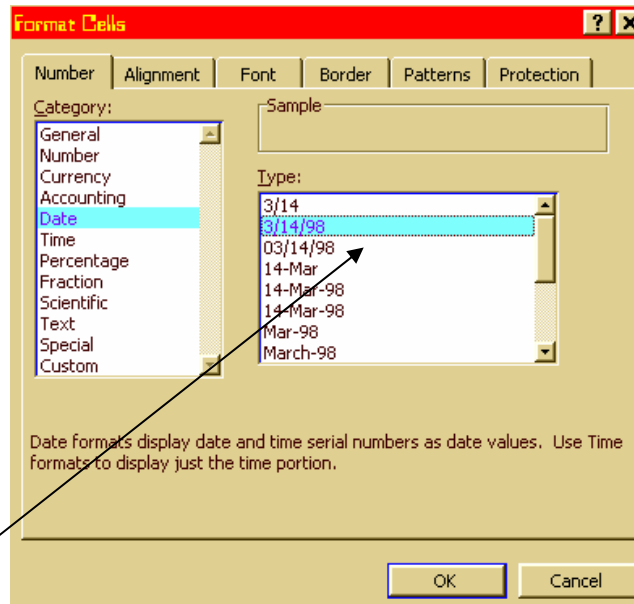 Format Cells ? x
Number Alignment Font Border Patterns Protection
Category:
General
Number
Currency
Accounting
Date
Time
Percentage
Fraction
Scientific
Text
Special
Custom
Sample
Type:
3/14
3/14/98
03/14/98
14-Mar
14-Mar-98
14-Mar-98
Mar-98
March-98
Date formats display date and time serial numbers as date values. Use Time
formats to display just the time portion.
OK Cancel